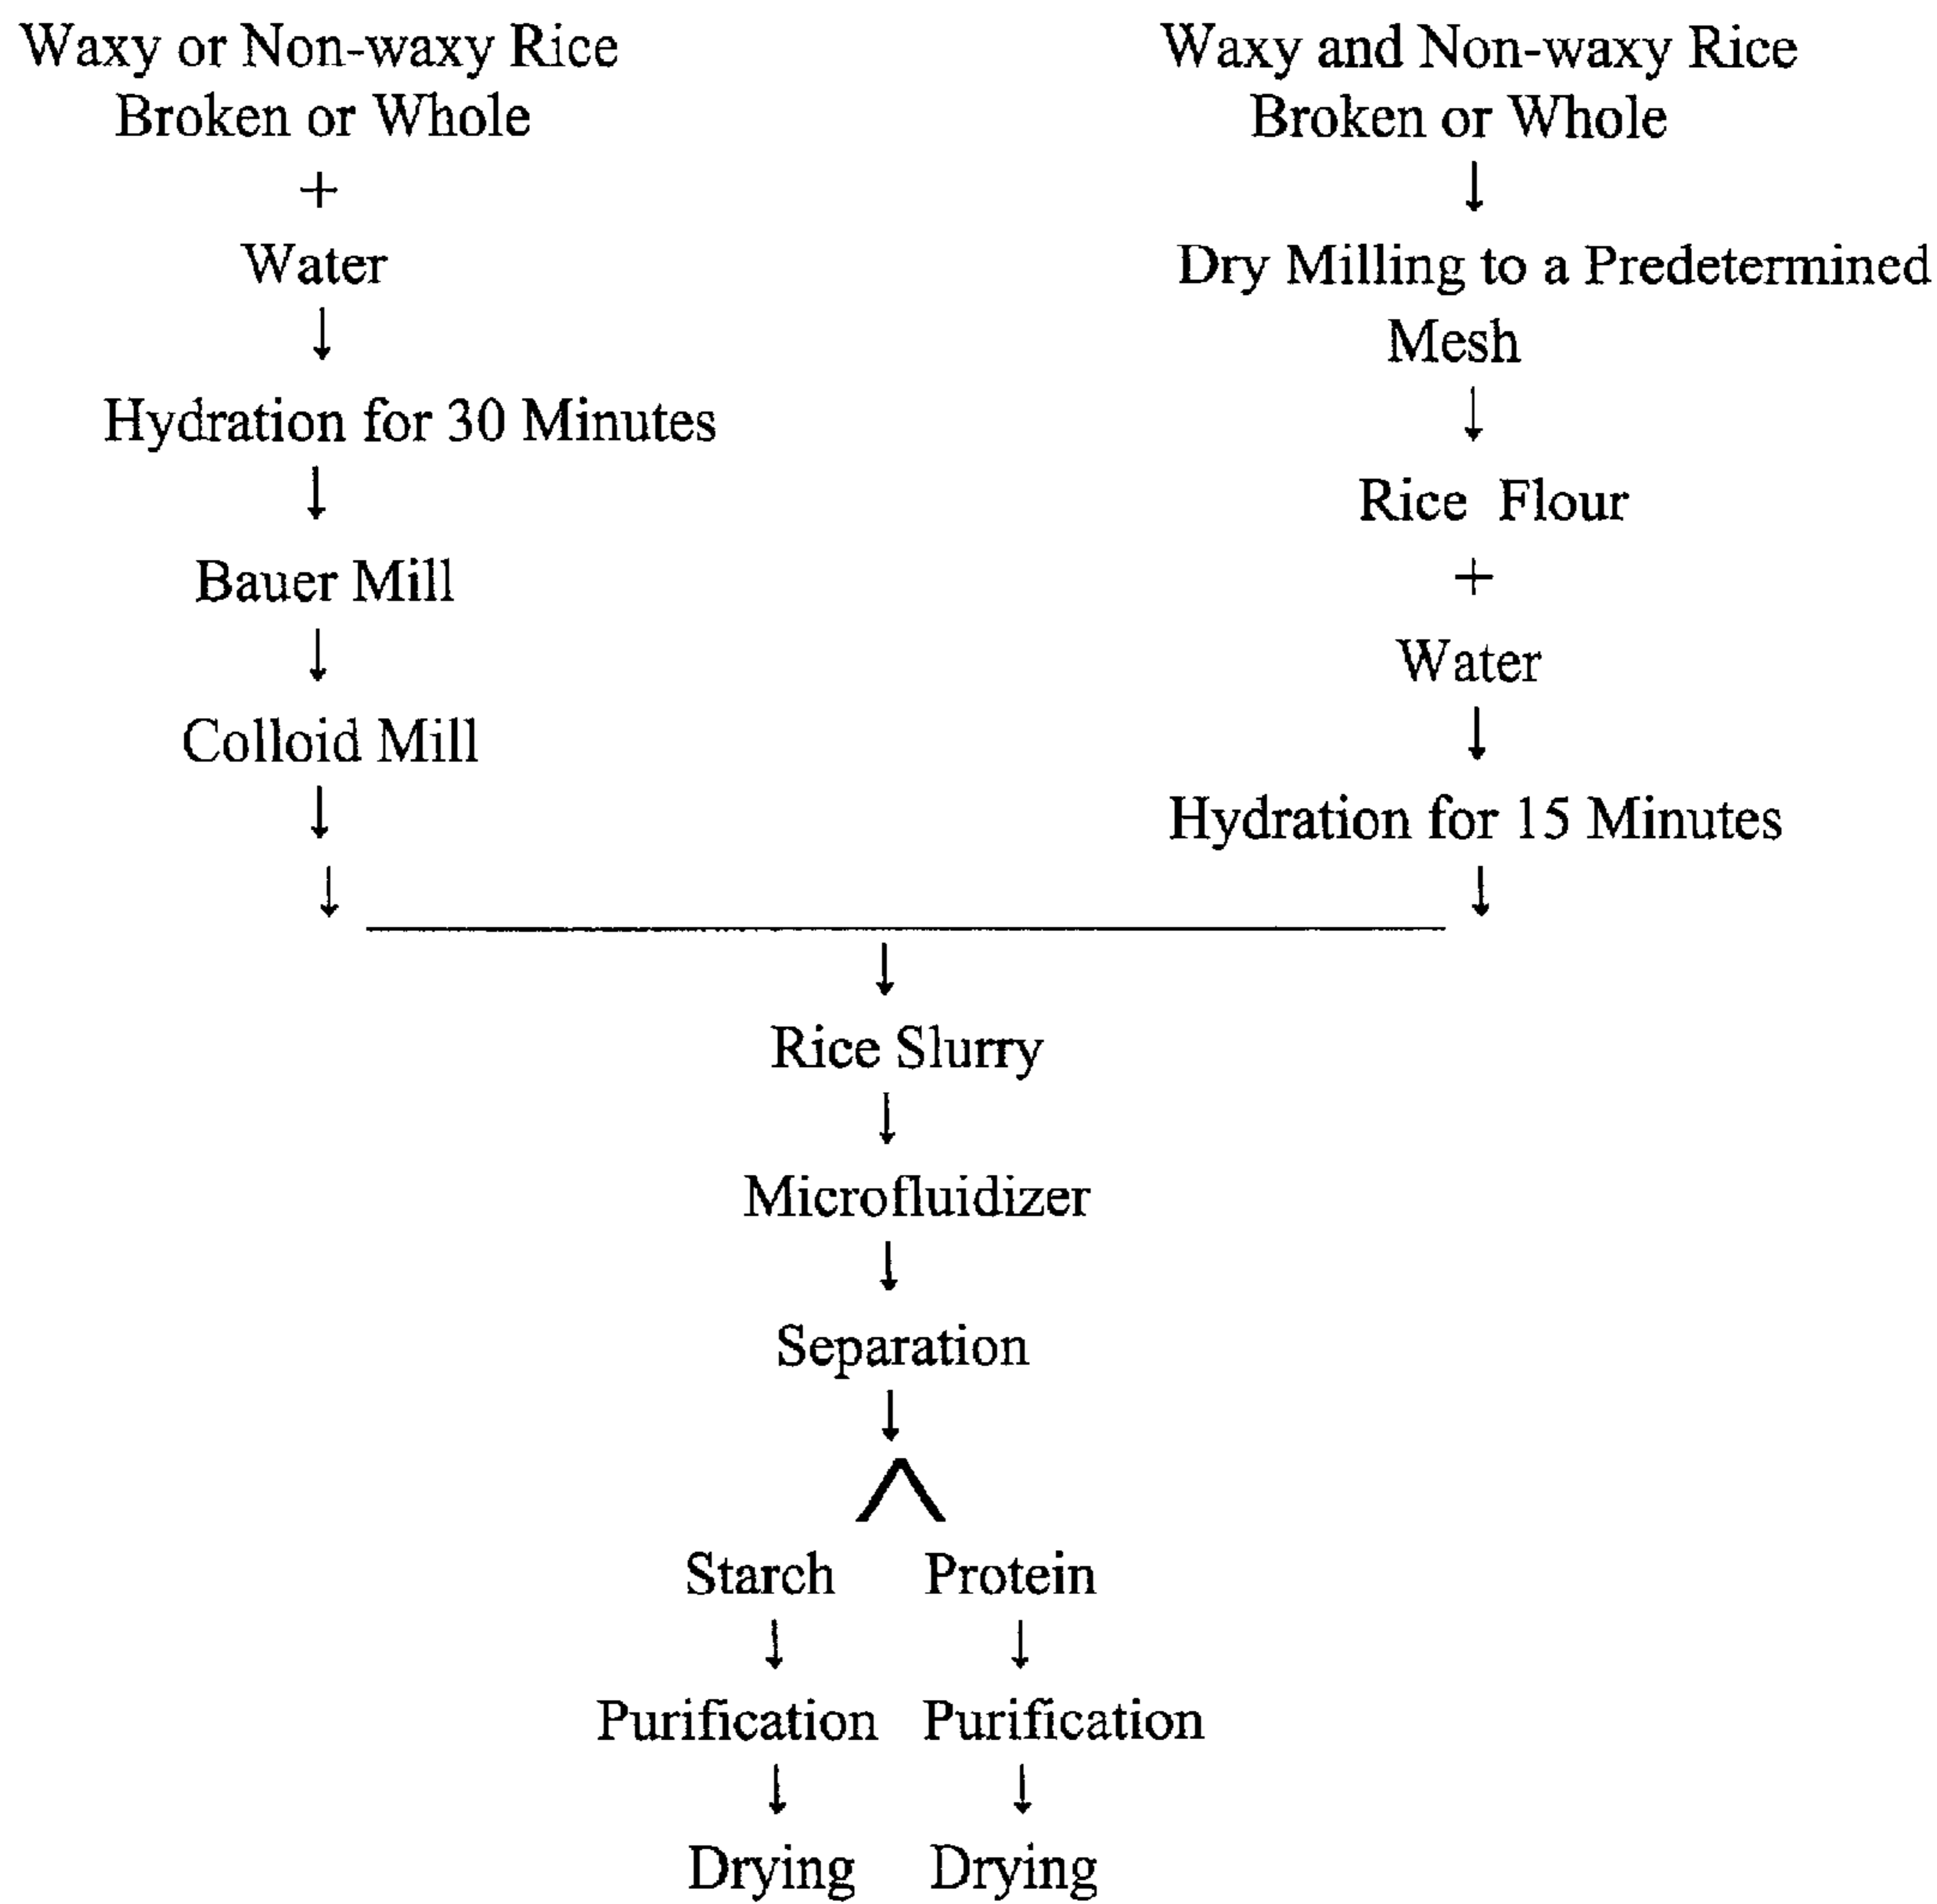 Waxy or Non-waxy Rice
Broken or Whole
+
Water
↓
Hydration for 30 Minutes
↓
Bauer Mill
↓
Colloid Mill
↓
↓
Waxy and Non-waxy Rice
Broken or Whole
↓
Dry Milling to a Predetermined
Mesh
↓
Rice Flour
+
Water
↓
Hydration for 15 Minutes
↓
↓
Rice Slurry
↓
Microfluidizer
↓
Separation
↓
Starch Protein
↓ ↓
Purification Purification
↓ ↓
Drying Drying